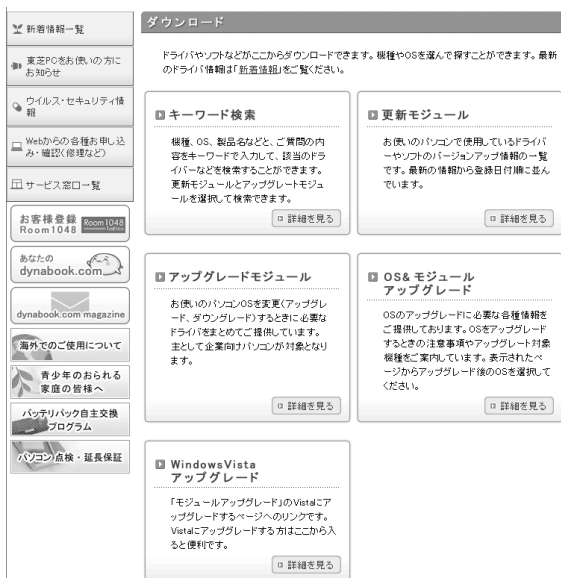 新着情報一覧
東芝PCをお使いの方に
お知らせ
ウイルス・セキュリティ情
報
Webからの各種お申し込
み・確認(修理など)
サービス窓口一覧
お客様登録
Room1048
Room1048
あなたの
dynabook.com
dynabook.com magazine
海外でのご使用について
青少年のおられる
家庭の皆様へ
バッテリパック自主交換
プログラム
パソコン点検・延長保証
ダウンロード
ドライバやソフトなどがここからダウンロードできます。機種やOSを選んで探すことができます。最新
のドライバ情報は「新着情報」をご覧ください。
キーワード検索
機種、OS、製品名などと、ご質問の内
容をキーワードで入力して、該当のドラ
イバーなどを検索することができます。
更新モジュールとアップグレードモジュ
ールを選択して検索できます。
詳細を見る
更新モジュール
お使いのパソコンで使用しているドライバ
ーやソフトのバージョンアップ情報の一覧
です。最新の情報から登録日付順に並ん
でいます。
詳細を見る
アップグレードモジュール
お使いのパソコンOSを変更(アップグレ
ード、ダウングレード)するときに必要な
ドライバをまとめてご提供しています。
主として企業向けパソコンが対象となり
ます。
詳細を見る
OS& モジュール
アップグレード
OSのアップグレードに必要な各種情報を
ご提供しております。OSをアップグレード
するときの注意事項やアップグレート対象
機種をご案内しています。表示されたペ
ージからアップグレード後のOSを選択して
ください。
詳細を見る
WindowsVista
アップグレード
「モジュールアップグレード」のVistaにア
ップグレードするページへのリンクです。
Vistaにアップグレードする方はここから入
ると便利です。
詳細を見る